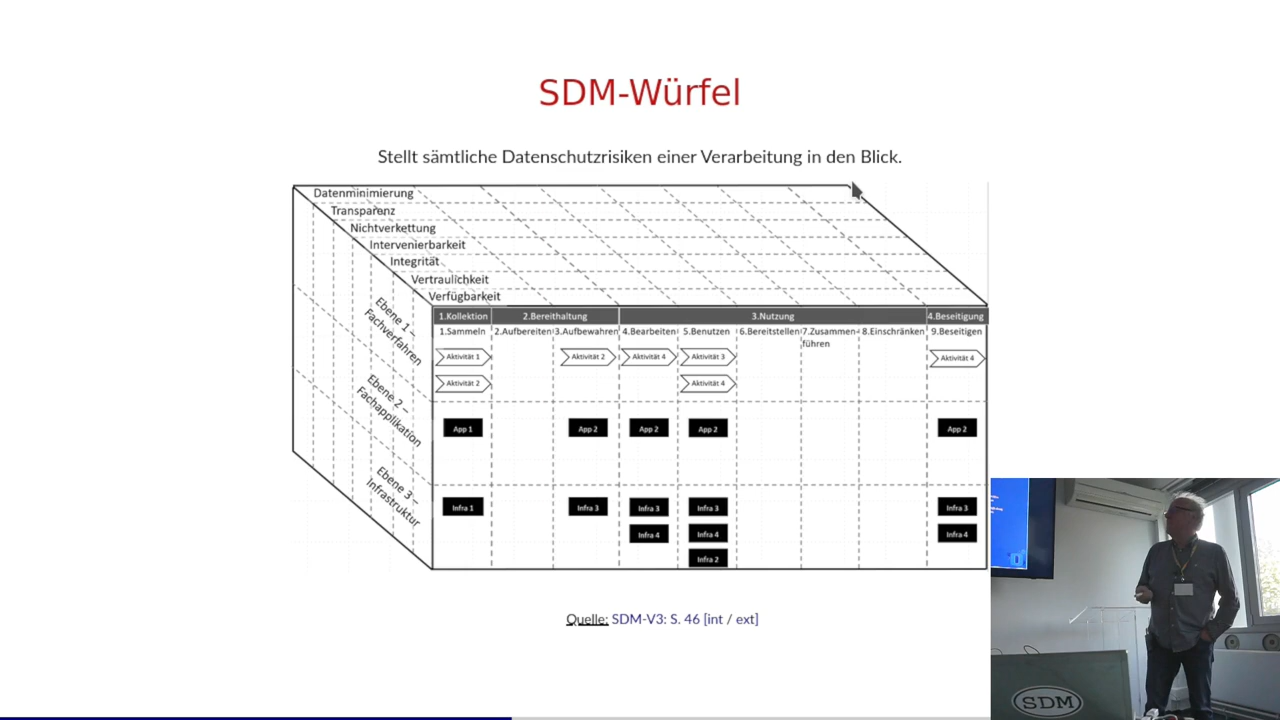 SDM-Würfel
Stellt sämtliche Datenschutzrisiken einer Verarbeitung in den Blick.
Datenminimierung
Transparenz
Nichtverkettung
Intervenierbarkeit
Integrität
Vertraulichkeit
Verfügbarkeit
Ebene 1 –
Fachverfahren
Ebene 2 –
Fachapplikation
Ebene 3 –
Infrastruktur
1.Kollektion 2.Bereithaltung 3.Nutzung 4.Beseitigung
1.Sammeln 2.Aufbereiten 3.Aufbewahren 4.Bearbeiten 5.Benutzen 6.Bereitstellen 7.Zusammen- 8.Einschränken 9.Beseitigen
führen
Aktivität 1 Aktivität 2 Aktivität 4 Aktivität 3 Aktivität 4
Aktivität 2 Aktivität 4
App 1 App 2 App 2 App 2 App 2
Infra 1 Infra 3 Infra 3 Infra 3 Infra 3
Infra 4 Infra 4 Infra 4
Infra 2
Quelle: SDM-V3: S. 46 [int / ext]
SDM